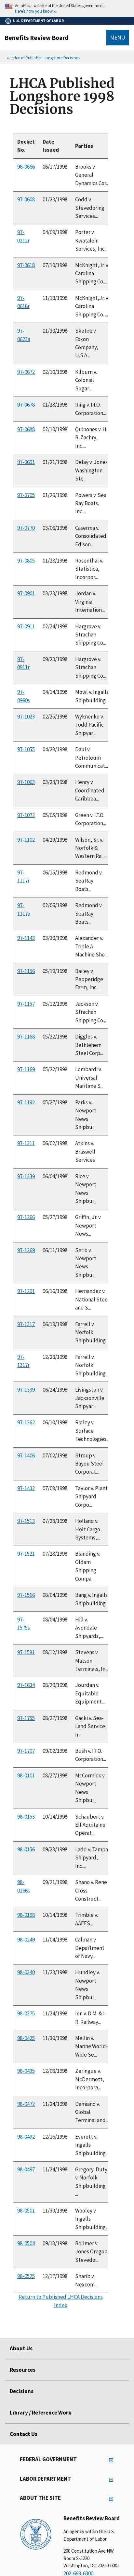 An official website of the United States government.
Here's how you know
U.S. DEPARTMENT OF LABOR
Benefits Review Board
MENU
« Index of Published Longshore Decisions
LHCA Published
Longshore 1998
Decisions
Docket No. Date Issued Parties
96-0666 06/17/1998 Brooks v. General Dynamics Cor..
96-0608 03/23/1998 Codd v. Stevedoring Services...
97-0212r 04/09/1998 Porter v. Kwatalein Services, Inc.
97-0618 07/10/1998 McKnight,Jr. v Carolina Shipping Co....
97-0618r 11/18/1998 McKnight,Jr. v Carolina Shipping Co. ...
97-0623a 01/30/1998 Sketoe v. Exxon Company, U.S.A..
97-0672 02/10/1998 Kilburn v. Colonial Sugar...
97-0678 01/28/1998 Ring v. I.T.O. Corporation...
97-0688 02/10/1998 Quinones v. H. B. Zachry, Inc....
97-0691 01/21/1998 Delay v. Jones Washington Ste...
97-0705 01/26/1998 Powers v. Sea Ray Boats, Inc....
97-0770 03/06/1998 Caserma v. Consolidated Edison...
97-0805 01/28/1998 Rosenthal v. Statistica, Incorpor...
97-0901 03/23/1998 Jordan v. Virginia Internation..
97-0911 02/24/1998 Hargrove v. Strachan Shipping Co...
97-0911r 09/23/1998 Hargrove v. Strachan Shipping Co...
97-0960s 04/14/1998 Mowl v. Ingalls Shipbuilding..
97-1023 02/25/1998 Wyknenko v. Todd Pacific Shipyar...
97-1055 04/28/1998 Daul v. Petroleum Communicat...
97-1063 03/23/1998 Henry v. Coordinated Caribbea...
97-1072 05/05/1998 Green v. I.T.O. Corporation...
97-1102 04/29/1998 Wilson, Sr. v. Norfolk & Western Ra......
97-1117r 06/15/1998 Redmond v. Sea Ray Boats..
97-1117a 02/06/1998 Redmond v. Sea Ray Boats...
97-1143 03/30/1998 Alexander v. Triple A Machine Sho...
97-1156 05/19/1998 Bailey v. Pepperidge Farm, Inc...
97-1157 05/12/1998 Jackson v. Strachan Shipping Co...
97-1168 05/22/1998 Diggles v. Bethlehem Steel Corp...
97-1169 05/22/1998 Lombardi v. Universal Maritime S..
97-1192 05/27/1998 Parks v. Newport News Shipbui...
97-1211 06/02/1998 Athins v. Braswell Services
97-1239 06/04/1998 Rice v. Newport News Shipbui..
97-1266 05/27/1998 Griffin, Jr. v. Newport News...
97-1269 06/11/1998 Serio v. Newport News Shipbui...
97-1291 06/16/1998 Hernandez v. National Stee and S...
97-1317 06/19/1998 Farrell v. Norfolk Shipbuilding..
97-1317r 12/28/1998 Farrell v. Norfolk Shipbuilding..
97-1339 06/24/1998 Livingston v. Jacksonville Shipyar...
97-1362 06/10/1998 Ridley v. Surface Technologies..
97-1406 07/02/1998 Stroup v. Bayou Steel Corporat...
97-1432 07/08/1998 Taylor v. Plant Shipyard Corpo...
97-1513 07/28/1998 Holland v. Holt Cargo Systems,...
97-1521 07/28/1998 Blanding v. Oldam Shipping Compa...
97-1566 08/04/1998 Bang v. Ingalls Shipbuilding..
97-1575s 08/04/1998 Hill v. Avondale Shipyards,...
97-1581 08/12/1998 Stevens v. Matson Terminals, In...
97-1634 08/20/1998 Jourdan v. Equitable Equipment...
97-1755 08/27/1998 Gacki v. Sea-Land Service, In
97-1707 09/02/1998 Bush v. I.T.O. Corporation...
98-0101 08/27/1998 McCormick v. Newport News Shipbui...
98-0153 10/14/1998 Schaubert v. Elf Aquitaine Operat...
98-0156 09/28/1998 Ladd v. Tampa Shipyard, Inc....
98-0166s 09/21/1998 Shano v. Rene Cross Construct...
98-0198 10/14/1998 Trimble v. AAFES...
98-0249 11/04/1998 Callnan v. Department of Navy...
98-0340 11/23/1998 Hundley v. Newport News Shipbui..
98-0375 11/24/1998 Ion v. D.M. & I. R. Railway...
98-0425 11/30/1998 Mellin v. Marine World-Wide Se...
98-0435 12/08/1998 Zeringue v. McDermott, Incorpora...
98-0472 11/24/1998 Damiano v. Global Terminal and..
98-0492 12/16/1998 Everett v. Ingalls Shipbuilding..
98-0497 11/24/1998 Gregory-Duty v. Norfolk Shipbuilding ..
98-0501 11/30/1998 Wooley v. Ingalls Shipbuilding..
98-0504 09/18/1998 Bellmer v. Jones Oregon Stevedo...
98-0525 12/17/1998 Sharib v. Nexcom...
Return to Published LHCA Decisions
Index
About Us
Resources
Decisions
Library / Reference Work
Contact Us
FEDERAL GOVERNMENT
LABOR DEPARTMENT
ABOUT THE SITE
Benefits Review Board
An agency within the U.S.
Department of Labor
200 Constitution Ave NW
Room S-5220
Washington, DC 20210-0001
202-693-6300